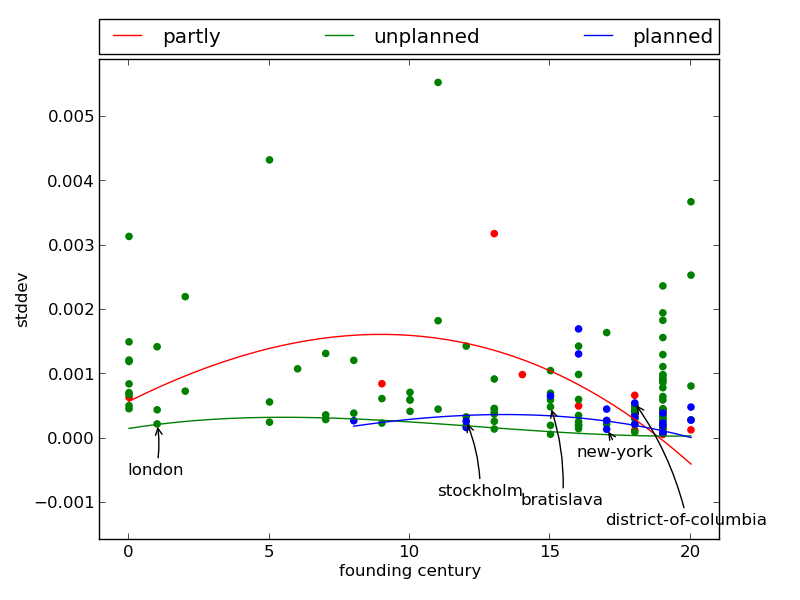 partly unplanned planned
0.005
0.004
0.003
0.002
0.001
0.000
−0.001
stddev
london
stockholm
bratislava
new-york
district-of-columbia
0 5 10 15 20
founding century